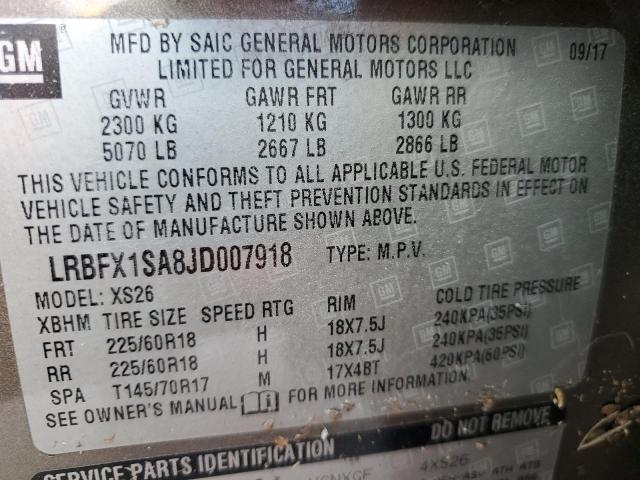 GM
MFD BY SAIC GENERAL MOTORS CORPORATION 09/17
LIMITED FOR GENERAL MOTORS LLC
GVWR GAWR FRT GAWR RR
2300 KG 1210 KG 1300 KG
5070 LB 2667 LB 2866 LB
THIS VEHICLE CONFORMS TO ALL APPLICABLE U.S. FEDERAL MOTOR
VEHICLE SAFETY AND THEFT PREVENTION STANDARDS IN EFFECT ON
THE DATE OF MANUFACTURE SHOWN ABOVE.
LRBFX1SA8JD007918 TYPE: M.P.V.
MODEL: XS26
XBHM TIRE SIZE SPEED RTG RIM COLD TIRE PRESSURE
FRT 225/60R18 H 18X7.5J 240KPA(35PSI)
RR 225/60R18 H 18X7.5J 240KPA(35PSI)
SPA T145/70R17 M 17X4BT 420KPA(60PSI)
SEE OWNER'S MANUAL FOR MORE INFORMATION.
DO NOT REMOVE
SERVICE PARTS IDENTIFICATION
4XS26